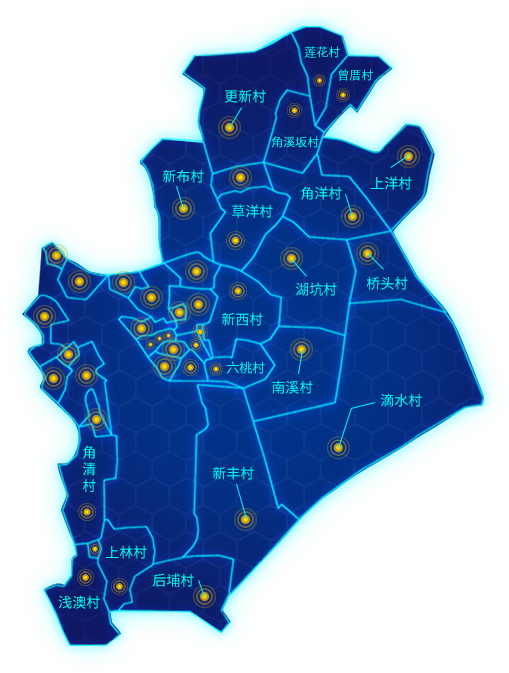 莲花村
曾厝村
更新村
角溪坂村
新布村
上洋村
角洋村
草洋村
桥头村
湖坑村
新西村
六桃村
南溪村
滴水村
角清村
新丰村
上林村
后埔村
浅澳村